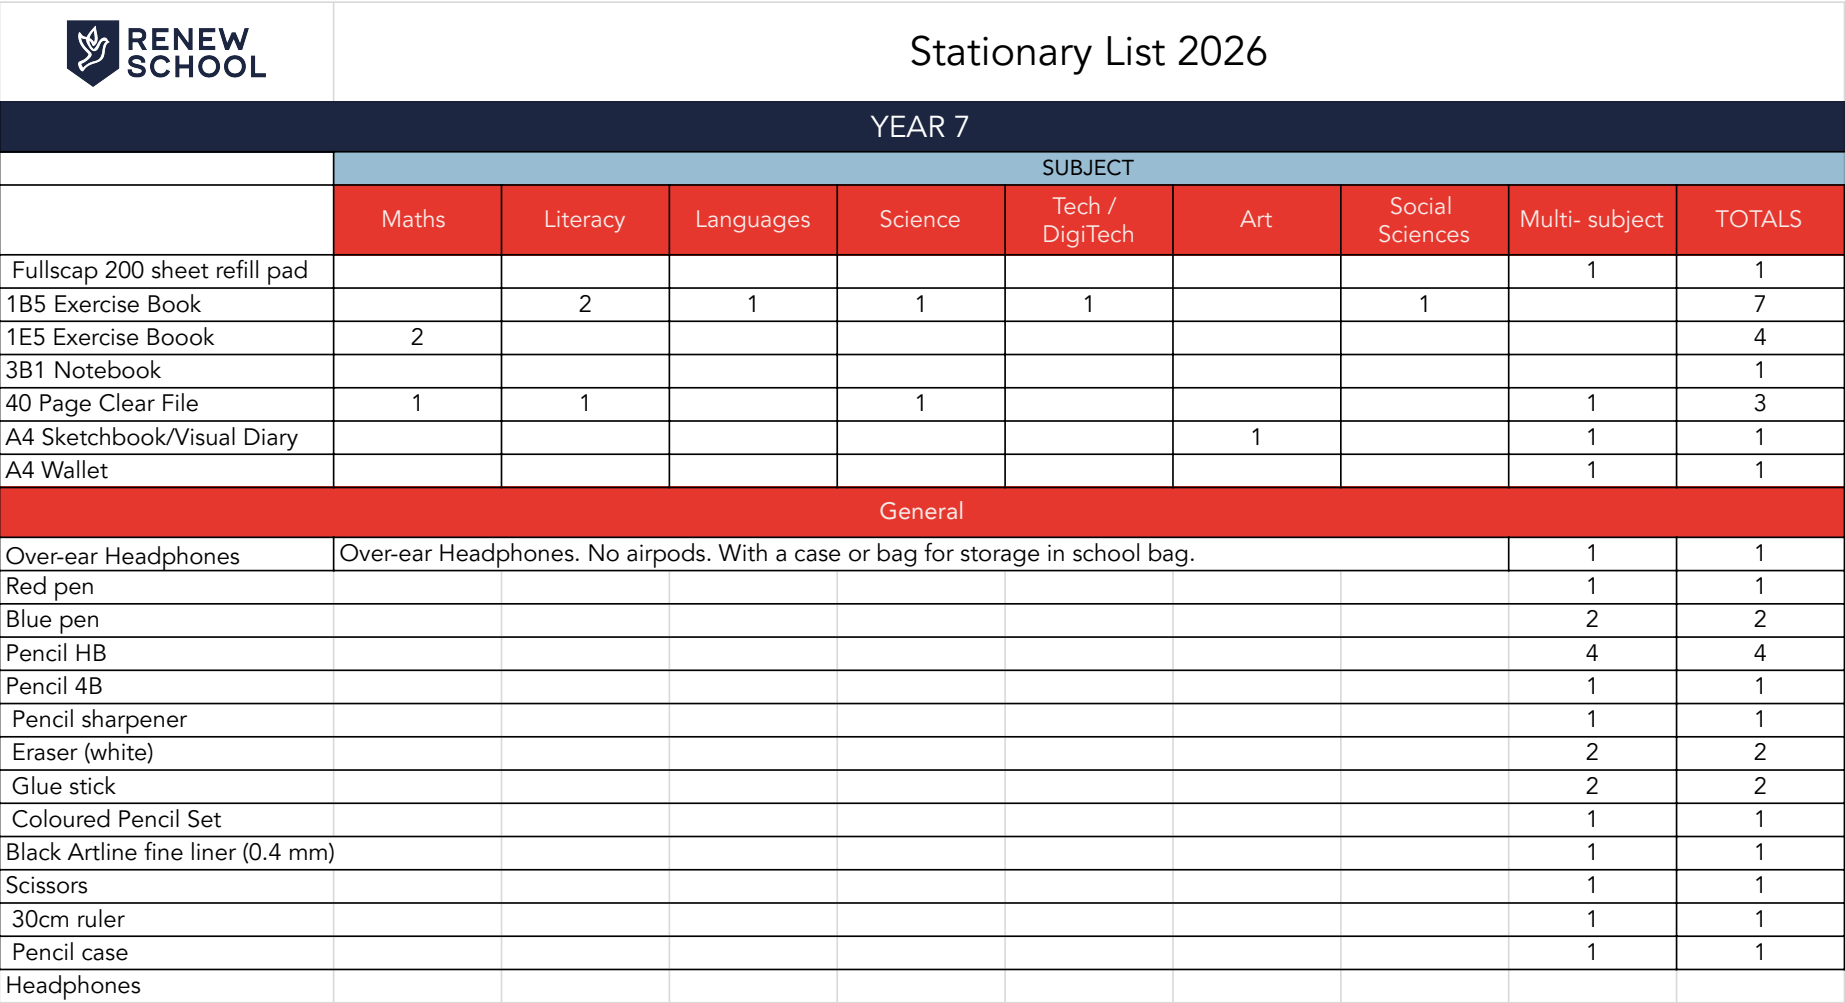 RENEW
SCHOOL
Stationary List 2026
YEAR 7
SUBJECT
Maths Literacy Languages Science Tech / DigiTech Art Social Sciences Multi- subject TOTALS
Fullscap 200 sheet refill pad 1 1
1B5 Exercise Book 2 1 1 1 1 7
1E5 Exercise Boook 2 4
3B1 Notebook 1
40 Page Clear File 1 1 1 1 3
A4 Sketchbook/Visual Diary 1 1 1
A4 Wallet 1 1
General
Over-ear Headphones Over-ear Headphones. No airpods. With a case or bag for storage in school bag. 1 1
Red pen 1 1
Blue pen 2 2
Pencil HB 4 4
Pencil 4B 1 1
Pencil sharpener 1 1
Eraser (white) 2 2
Glue stick 2 2
Coloured Pencil Set 1 1
Black Artline fine liner (0.4 mm) 1 1
Scissors 1 1
30cm ruler 1 1
Pencil case 1 1
Headphones